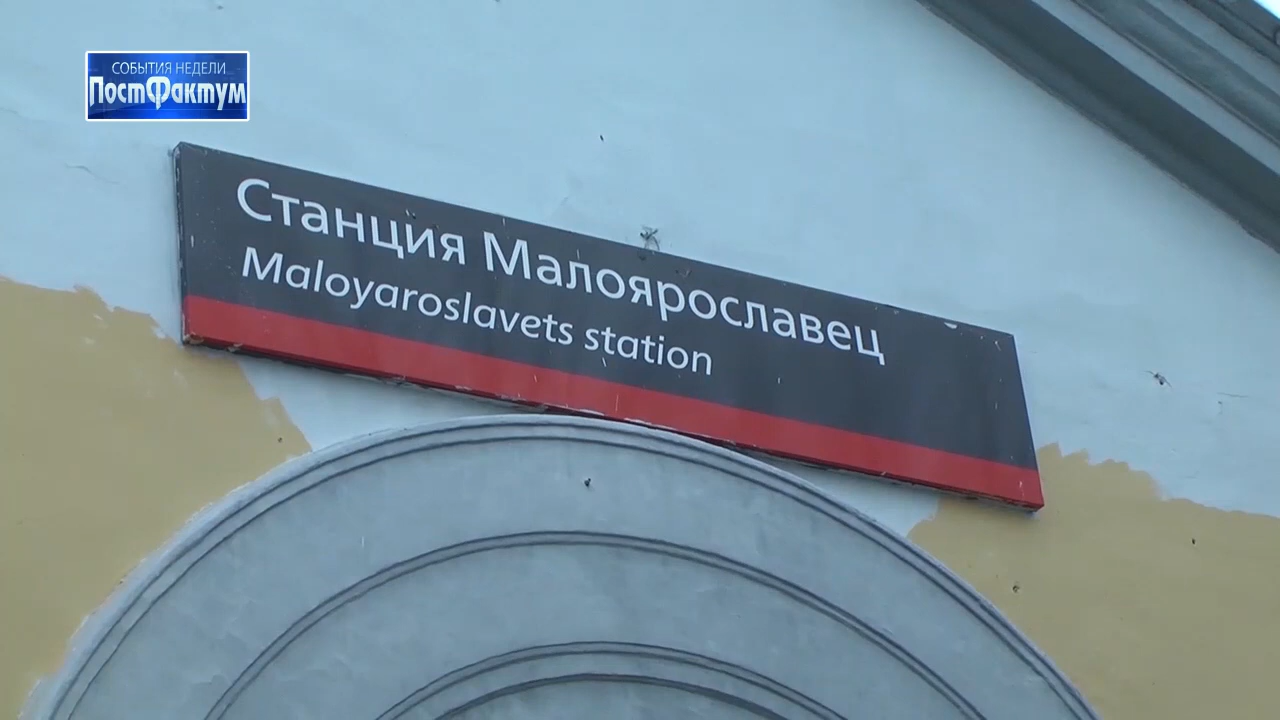 СОБЫТИЯ НЕДЕЛИ
ПостФактум
Станция Малоярославец
Maloyaroslavets station